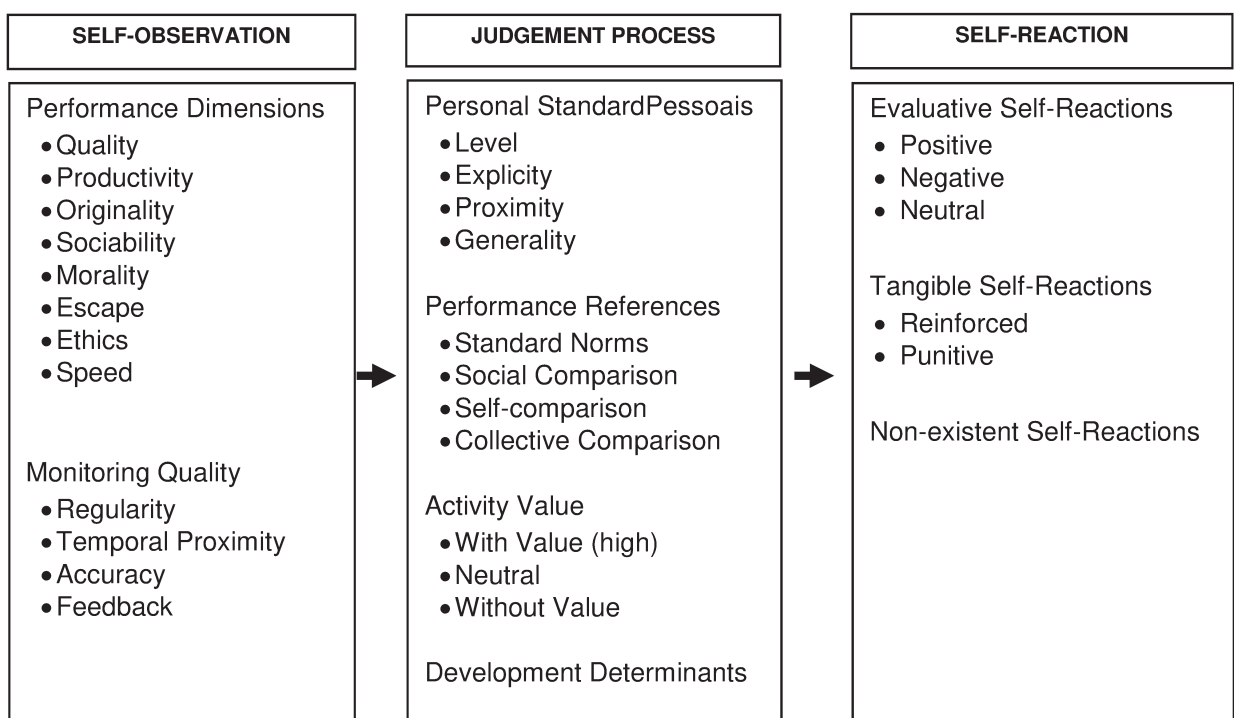 SELF-OBSERVATION
Performance Dimensions
• Quality
• Productivity
• Originality
• Sociability
• Morality
• Escape
• Ethics
• Speed
Monitoring Quality
• Regularity
• Temporal Proximity
• Accuracy
• Feedback
JUDGEMENT PROCESS
Personal StandardPessoais
• Level
• Explicity
• Proximity
• Generality
Performance References
• Standard Norms
• Social Comparison
• Self-comparison
• Collective Comparison
Activity Value
• With Value (high)
• Neutral
• Without Value
Development Determinants
SELF-REACTION
Evaluative Self-Reactions
• Positive
• Negative
• Neutral
Tangible Self-Reactions
• Reinforced
• Punitive
Non-existent Self-Reactions